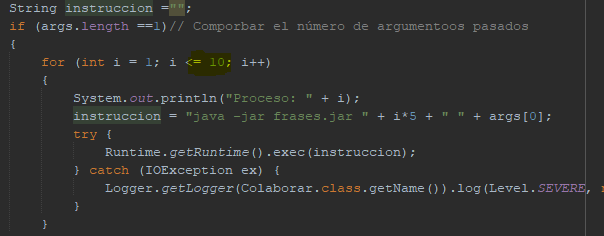 String instruccion ="";
if (args.length ==1)// Comporbar el número de argumentoos pasados
{
for (int i = 1; i <= 10; i++)
{
System.out.println("Proceso: " + i);
instruccion = "java -jar frases.jar " + i*5 + " " + args[0];
try {
Runtime.getRuntime().exec(instruccion);
} catch (IOException ex) {
Logger.getLogger(Colaborar.class.getName()).log(Level.SEVERE,
}
}